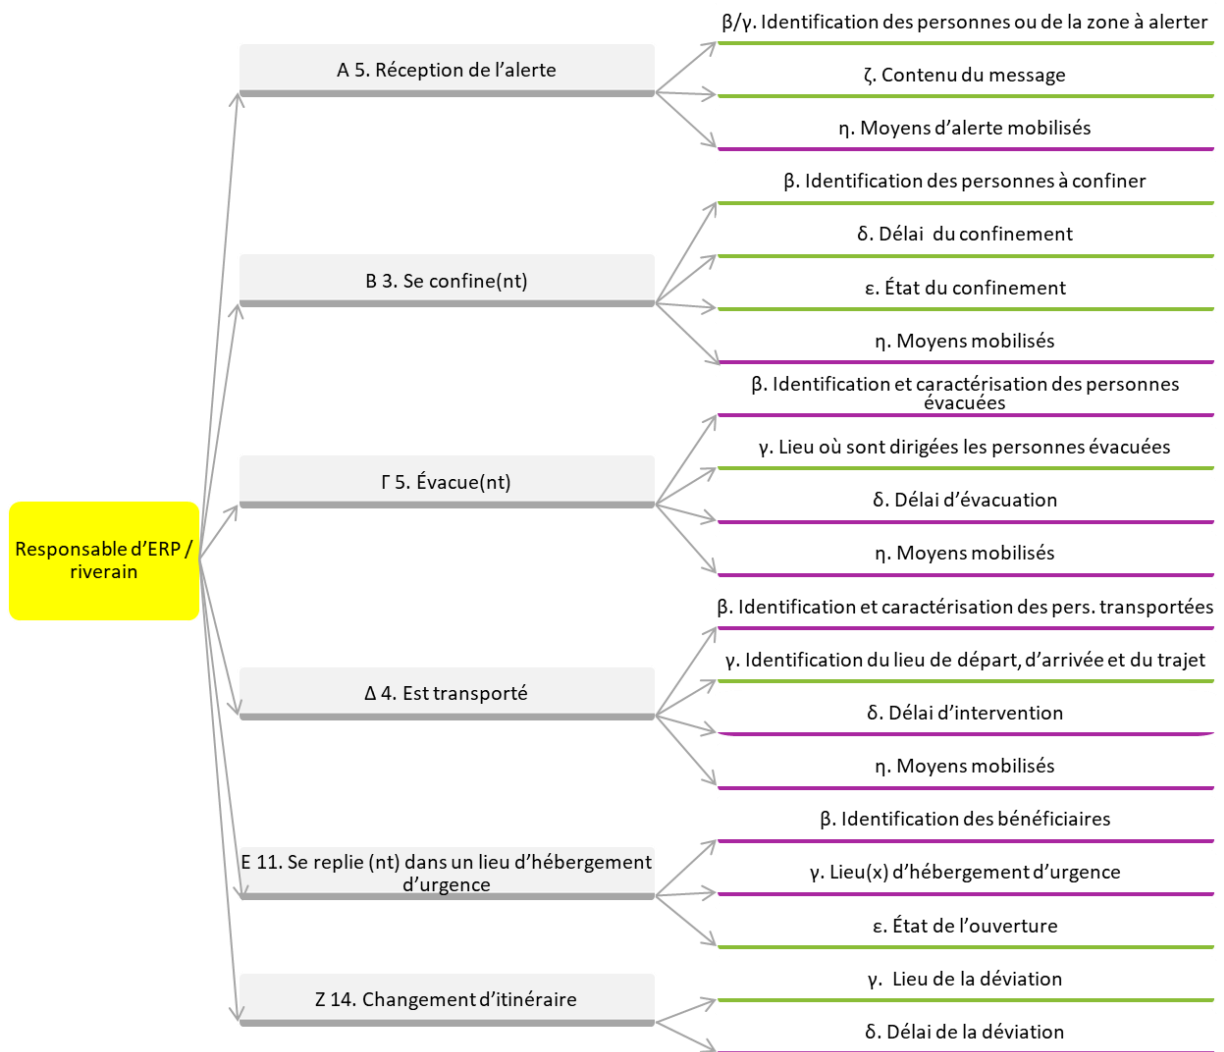 Responsable d’ERP /
riverain
A 5. Réception de l’alerte
β/γ. Identification des personnes ou de la zone à alerter
ζ. Contenu du message
η. Moyens d’alerte mobilisés
B 3. Se confine(nt)
β. Identification des personnes à confiner
δ. Délai  du confinement
ε. État du confinement
η. Moyens mobilisés
Γ 5. Évacue(nt)
β. Identification et caractérisation des personnes
évacuées
γ. Lieu où sont dirigées les personnes évacuées
δ. Délai d’évacuation
η. Moyens mobilisés
Δ 4. Est transporté
β. Identification et caractérisation des pers. transportées
γ. Identification du lieu de départ, d’arrivée et du trajet
δ. Délai d’intervention
η. Moyens mobilisés
E 11. Se replie (nt) dans un lieu d’hébergement
d’urgence
β. Identification des bénéficiaires
γ. Lieu(x) d’hébergement d’urgence
ε. État de l’ouverture
Z 14. Changement d’itinéraire
γ.  Lieu de la déviation
δ. Délai de la déviation